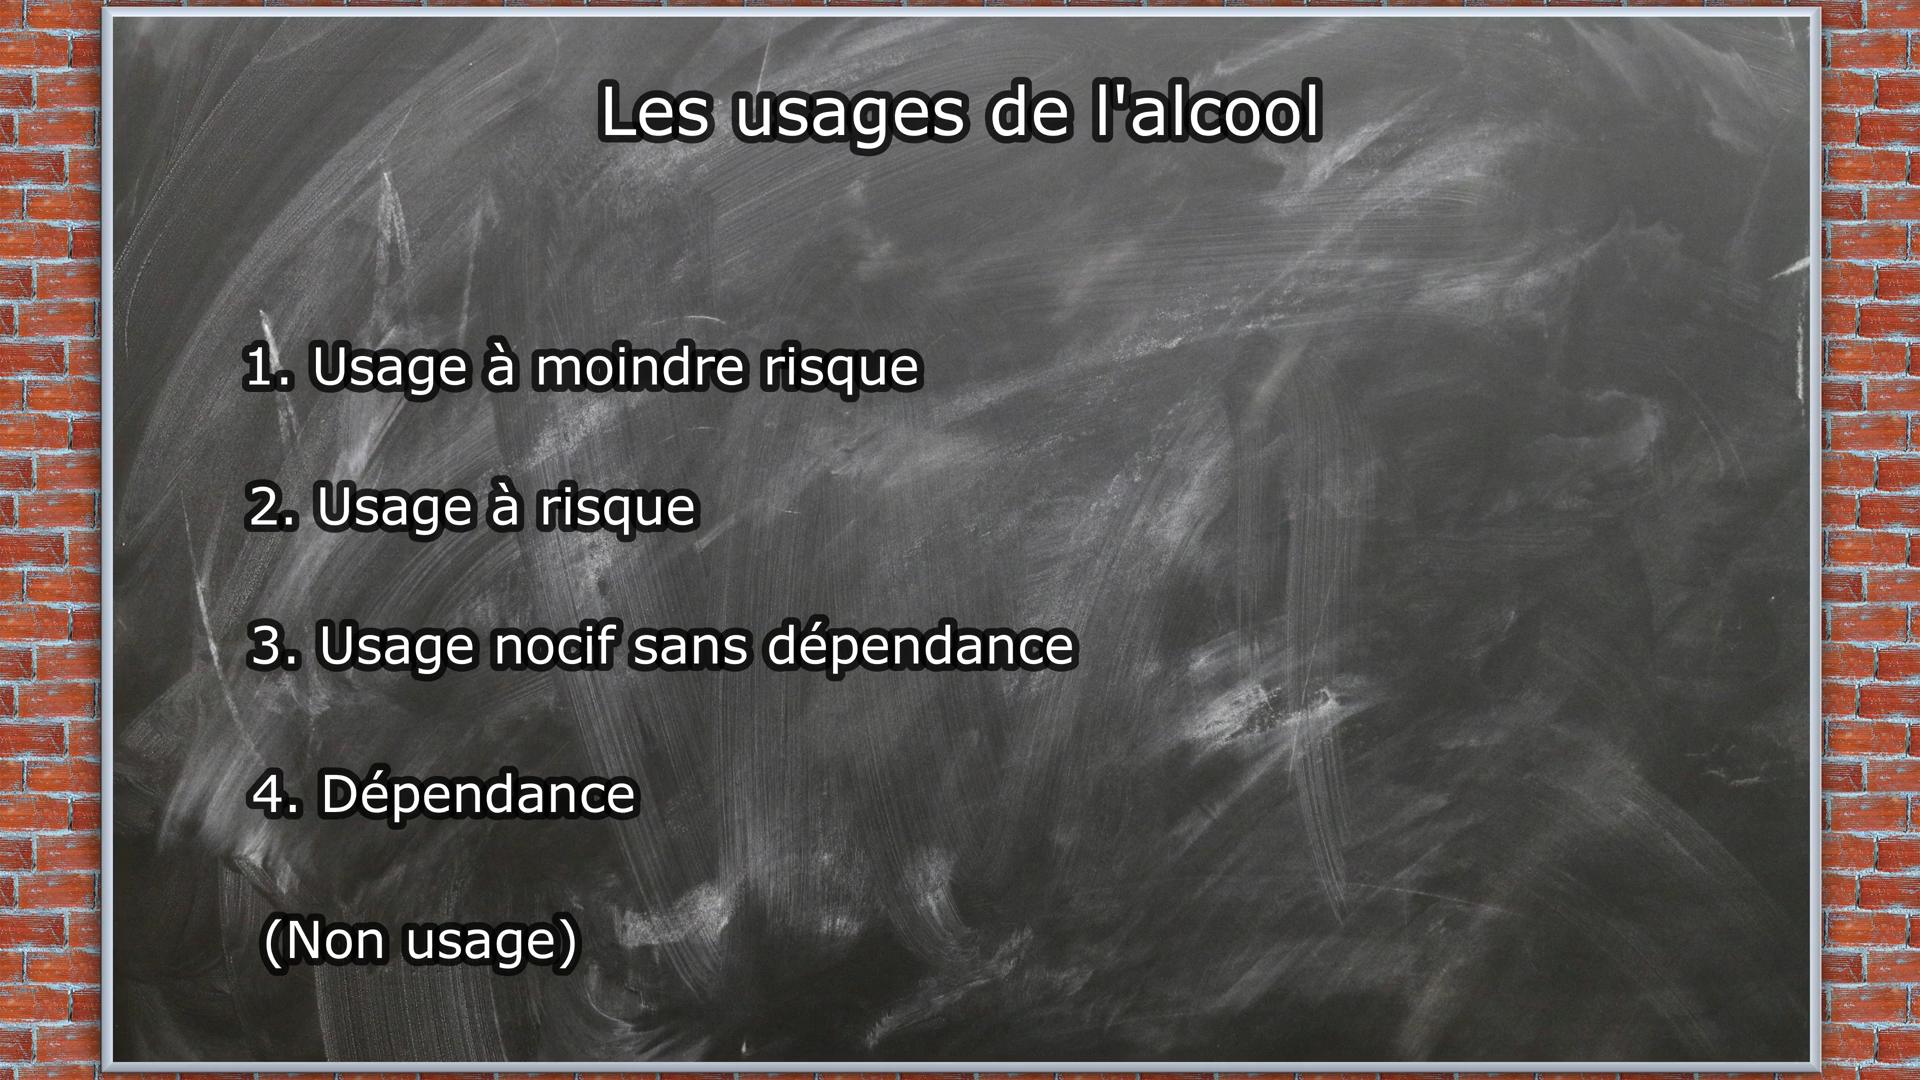 Les usages de l'alcool
1. Usage à moindre risque
2. Usage à risque
3. Usage nocif sans dépendance
4. Dépendance
(Non usage)